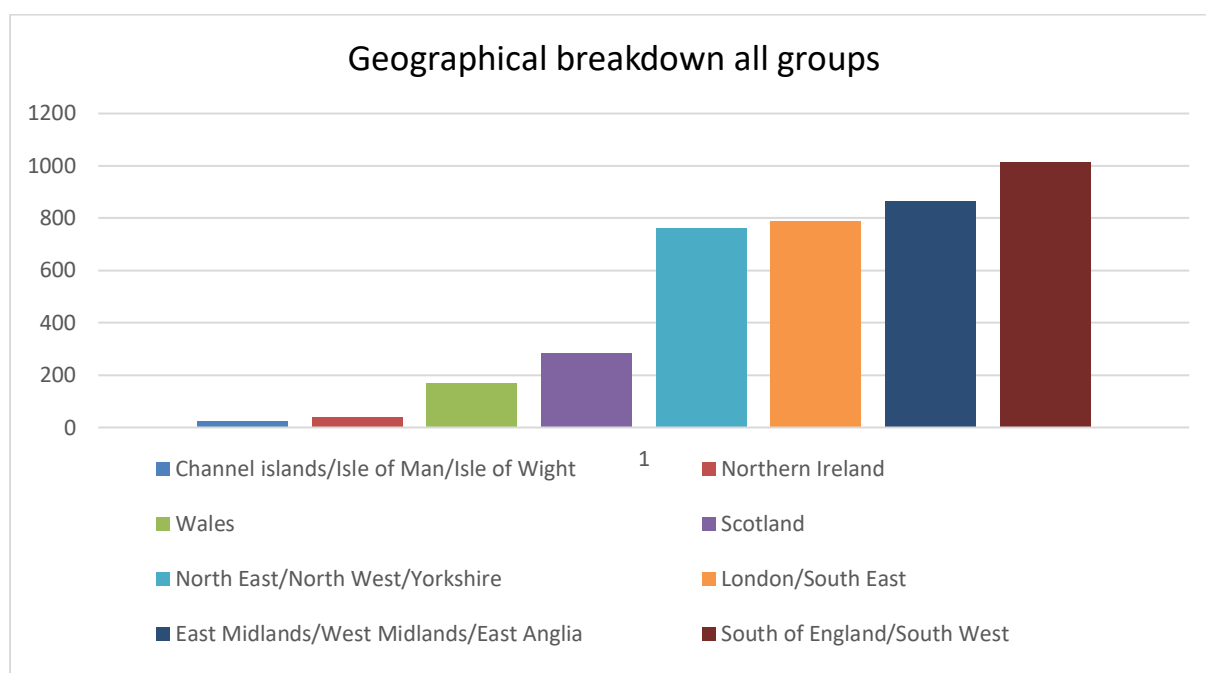 Geographical breakdown all groups
1200
1000
800
600
400
200
0
1
Channel islands/Isle of Man/Isle of Wight
Northern Ireland
Wales
Scotland
North East/North West/Yorkshire
London/South East
East Midlands/West Midlands/East Anglia
South of England/South West